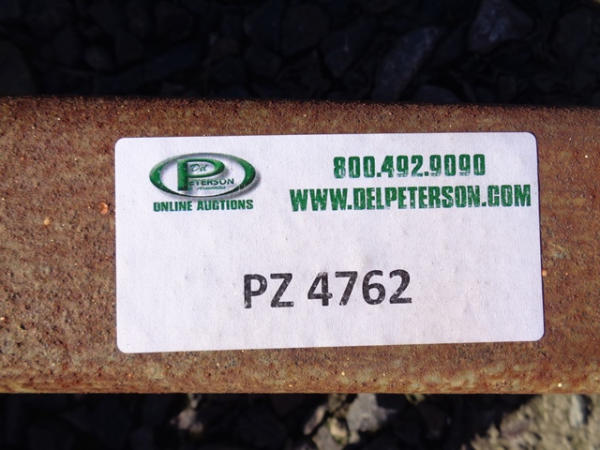 Del
PETERSON
ONLINE AUCTIONS
800.492.9090
WWW.DELPETERSON.COM
PZ 4762